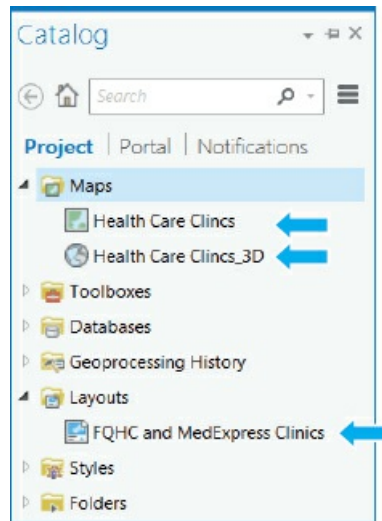 Catalog
Search
Project | Portal | Notifications
Maps
Health Care Clincs
Health Care Clincs_3D
Toolboxes
Databases
Geoprocessing History
Layouts
FQHC and MedExpress Clinics
Styles
Folders